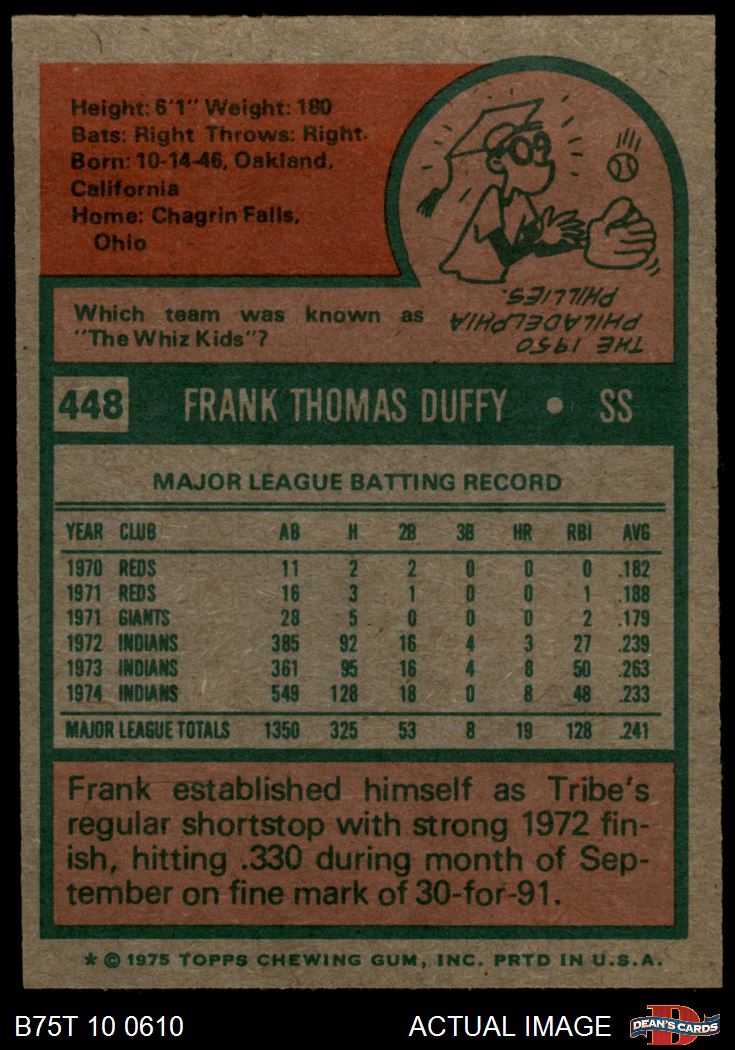 Height: 6'1" Weight: 180
Bats: Right Throws: Right
Born: 10-14-46, Oakland,
California
Home: Chagrin Falls,
Ohio
Which team was known as
"The Whiz Kids"?
THE 1950
PHILADELPHIA
PHILLIES.
448 FRANK THOMAS DUFFY • SS
MAJOR LEAGUE BATTING RECORD
YEAR CLUB AB H 2B 3B HR RBI AVG
1970 REDS 11 2 2 0 0 0 .182
1971 REDS 16 3 1 0 0 1 .188
1971 GIANTS 28 5 0 0 0 2 .179
1972 INDIANS 385 92 16 4 3 27 .239
1973 INDIANS 361 95 16 4 8 50 .263
1974 INDIANS 549 128 18 0 8 48 .233
MAJOR LEAGUE TOTALS 1350 325 53 8 19 128 .241
Frank established himself as Tribe's
regular shortstop with strong 1972 fin-
ish, hitting .330 during month of Sep-
tember on fine mark of 30-for-91.
* © 1975 TOPPS CHEWING GUM, INC. PRTD IN U.S.A.
B75T 10 0610 ACTUAL IMAGE D DEAN'S CARDS